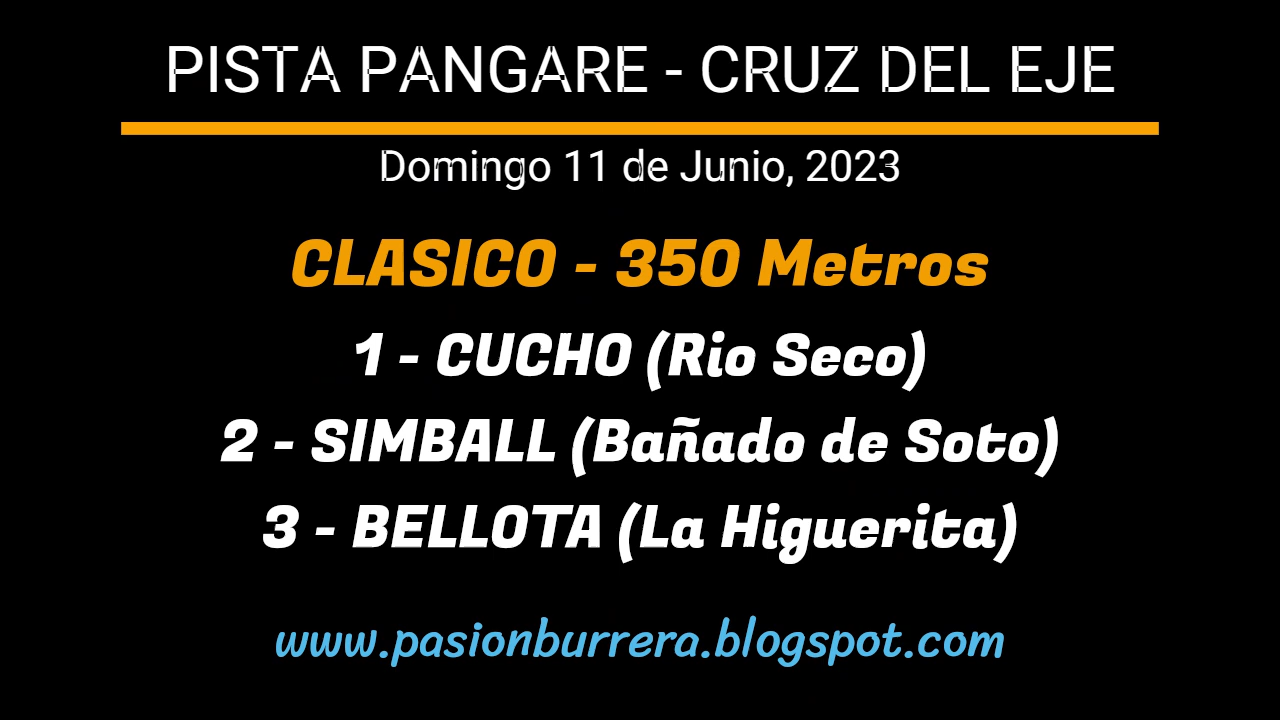 PISTA PANGARE - CRUZ DEL EJE
Domingo 11 de Junio, 2023
CLASICO - 350 Metros
1 - CUCHO (Rio Seco)
2 - SIMBALL (Bañado de Soto)
3 - BELLOTA (La Higuerita)
www.pasionburrera.blogspot.com